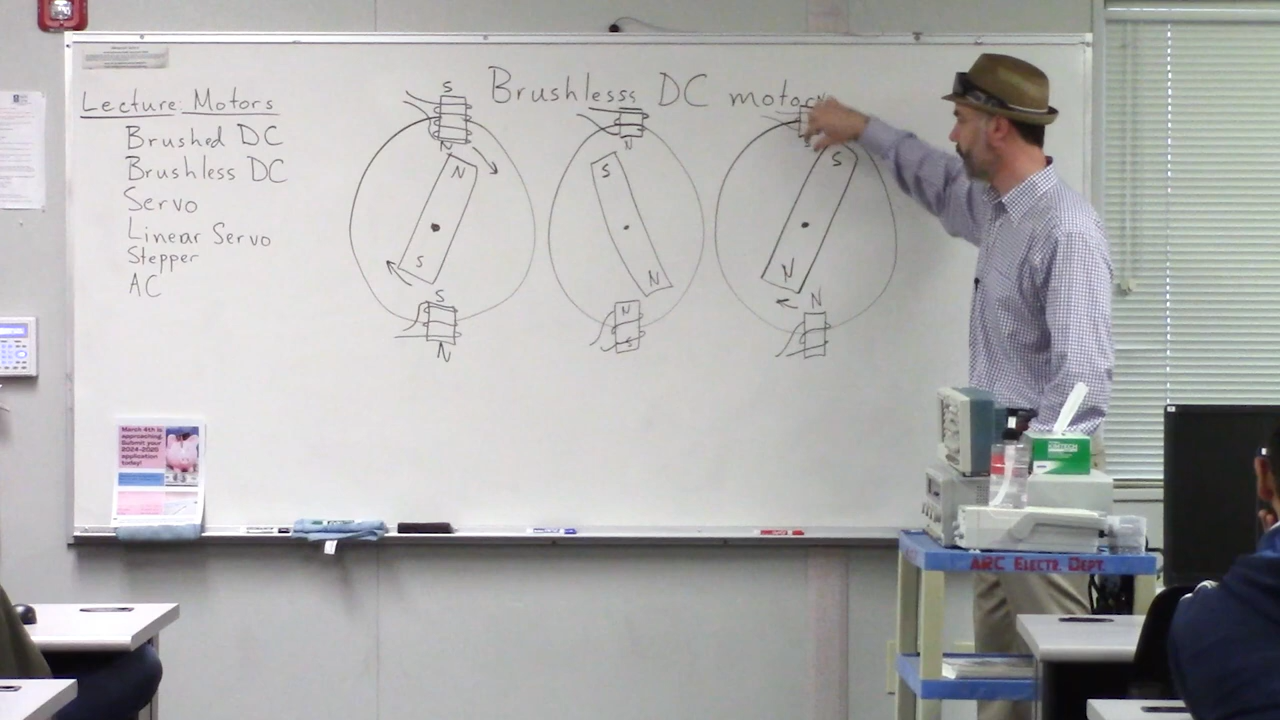 Lecture: Motors
Brushed DC
Brushless DC
Servo
Linear Servo
Stepper
AC
Brushlesss DC motors
S
N
N
S
S
N
N
S
N
N
S
S
S
N
N
March 4th is
approaching.
Submit your
2024-2025
application
today!
KIMTECH
ARC ELECTR. DEPT.